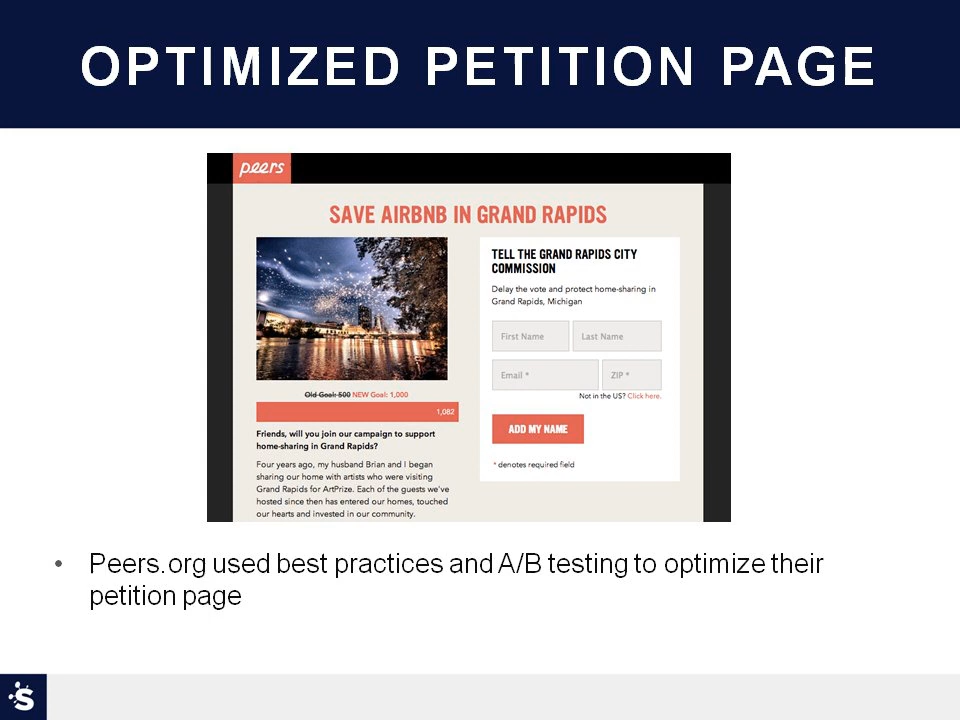 OPTIMIZED PETITION PAGE
peers
SAVE AIRBNB IN GRAND RAPIDS
Old Goal: 500 NEW Goal: 1,000
1,082
Friends, will you join our campaign to support
home-sharing in Grand Rapids?
Four years ago, my husband Brian and I began
sharing our home with artists who were visiting
Grand Rapids for ArtPrize. Each of the guests we've
hosted since then has entered our homes, touched
our hearts and invested in our community.
TELL THE GRAND RAPIDS CITY
COMMISSION
Delay the vote and protect home-sharing in
Grand Rapids, Michigan
First Name Last Name
Email * ZIP *
Not in the US? Click here.
ADD MY NAME
* denotes required field
• Peers.org used best practices and A/B testing to optimize their
petition page
S